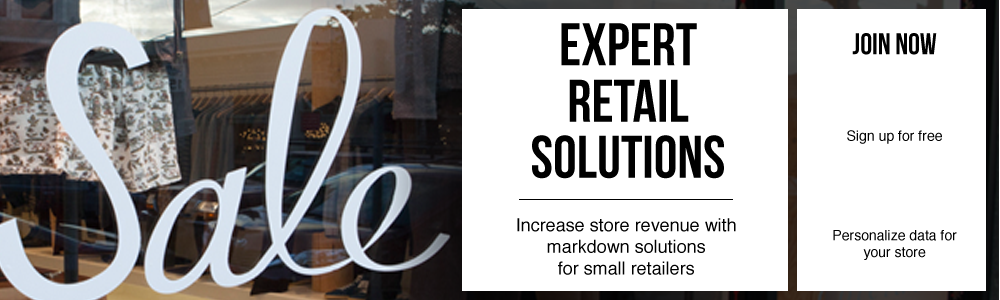 Sale
EXPERT
RETAIL
SOLUTIONS
Increase store revenue with
markdown solutions
for small retailers
JOIN NOW
Sign up for free
Personalize data for
your store